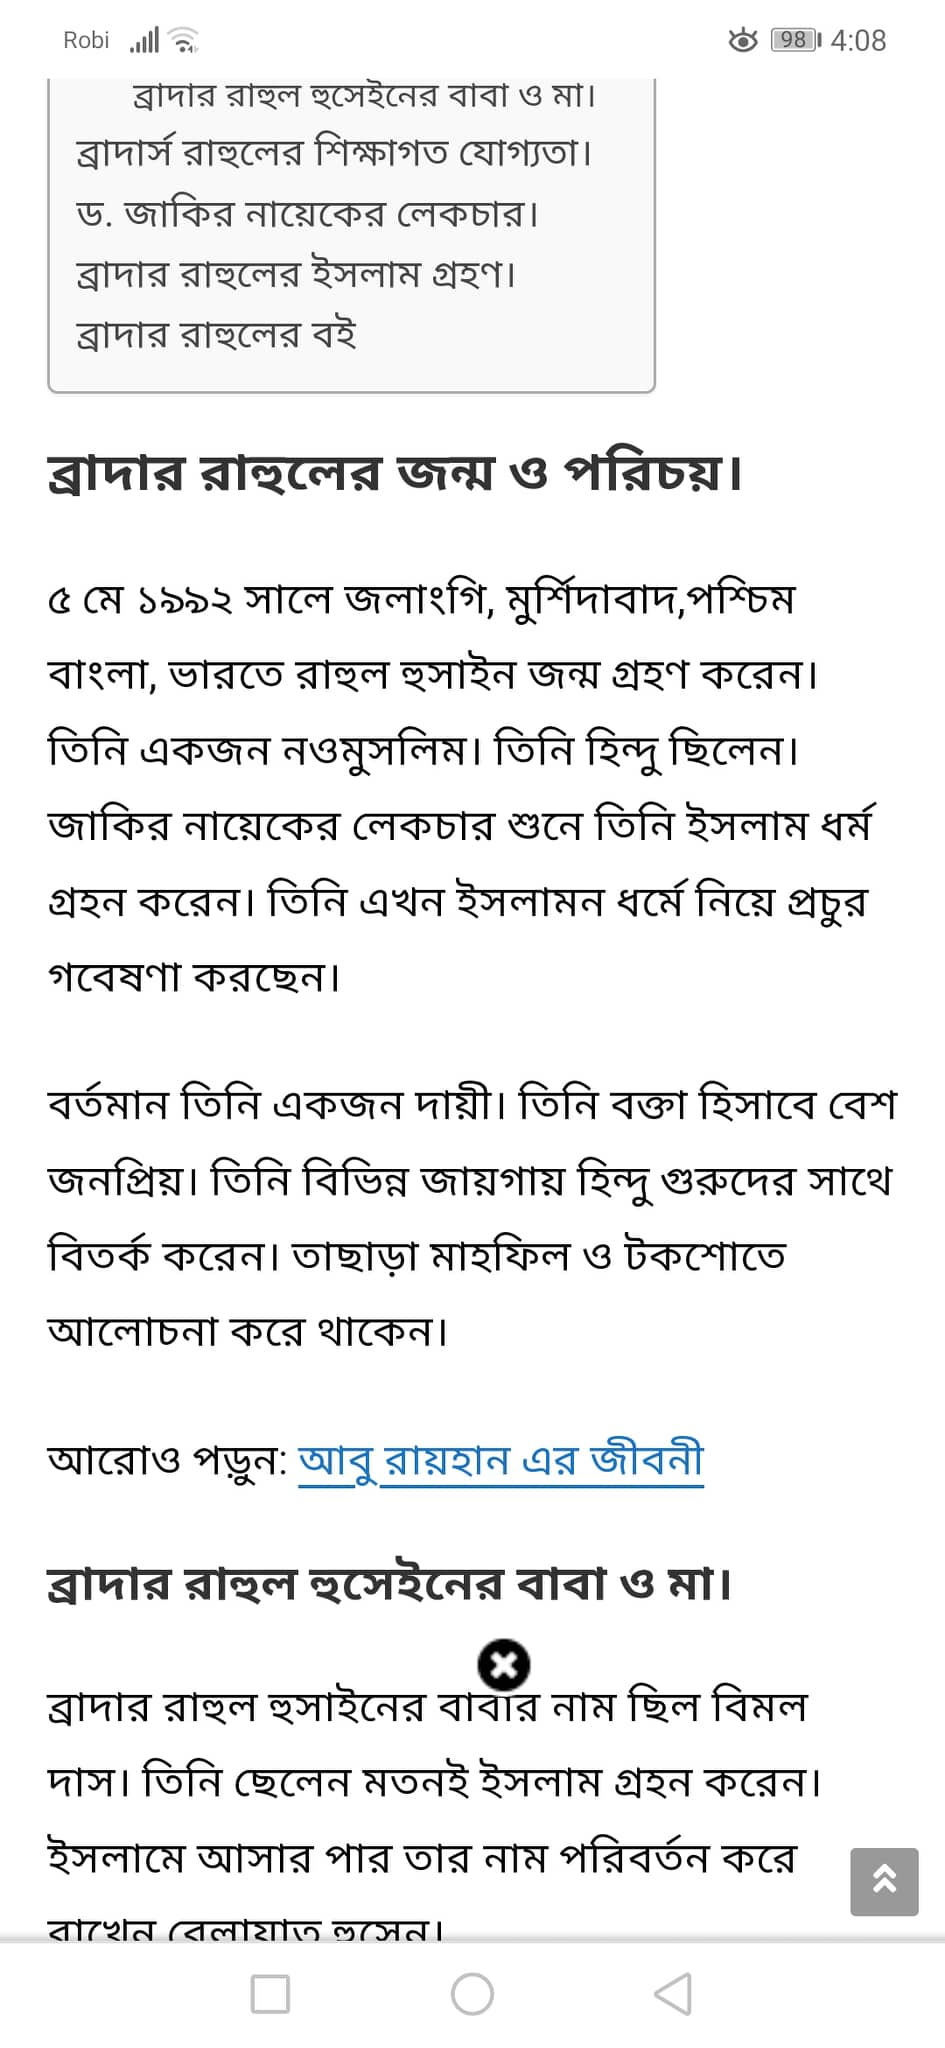 Robi 98 4:08
ব্রাদার রাহুল হুসেইনের বাবা ও মা।
ব্রাদার্স রাহুলের শিক্ষাগত যোগ্যতা।
ড. জাকির নায়েকের লেকচার।
ব্রাদার রাহুলের ইসলাম গ্রহণ।
ব্রাদার রাহুলের বই
ব্রাদার রাহুলের জন্ম ও পরিচয়।
৫ মে ১৯৯২ সালে জলাংগি, মুর্শিদাবাদ,পশ্চিম
বাংলা, ভারতে রাহুল হুসাইন জন্ম গ্রহণ করেন।
তিনি একজন নওমুসলিম। তিনি হিন্দু ছিলেন।
জাকির নায়েকের লেকচার শুনে তিনি ইসলাম ধর্ম
গ্রহন করেন। তিনি এখন ইসলামন ধর্মে নিয়ে প্রচুর
গবেষণা করছেন।
বর্তমান তিনি একজন দায়ী। তিনি বক্তা হিসাবে বেশ
জনপ্রিয়। তিনি বিভিন্ন জায়গায় হিন্দু গুরুদের সাথে
বিতর্ক করেন। তাছাড়া মাহফিল ও টকশোতে
আলোচনা করে থাকেন।
আরোও পড়ুন: আবু রায়হান এর জীবনী
ব্রাদার রাহুল হুসেইনের বাবা ও মা।
ব্রাদার রাহুল হুসাইনের বাবার নাম ছিল বিমল
দাস। তিনি ছেলেন মতনই ইসলাম গ্রহন করেন।
ইসলামে আসার পার তার নাম পরিবর্তন করে
রাখেন বেলায়াত হুসেন।